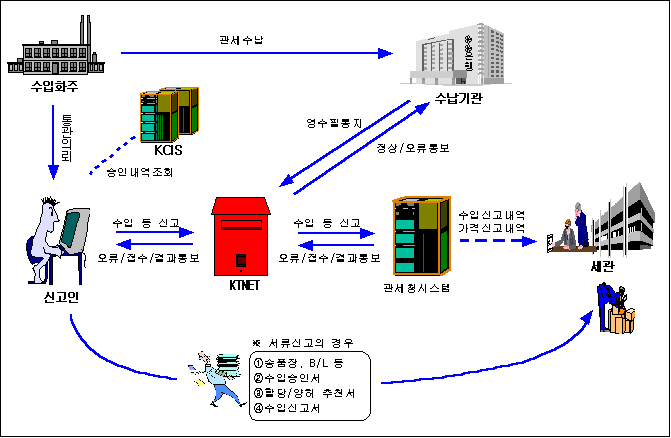 관세수납
은행
수입화주
수납기관
통관의뢰
KCIS
영수필통지
정상/오류통보
승인내역조회
수입 등 신고
수입 등 신고
수입신고내역
가격신고내역
오류/접수/결과통보
오류/접수/결과통보
신고인
KTNET
관세청시스템
세관
※ 서류신고의 경우
①송품장, B/L 등
②수입승인서
③할당/양허 추천서
④수입신고서